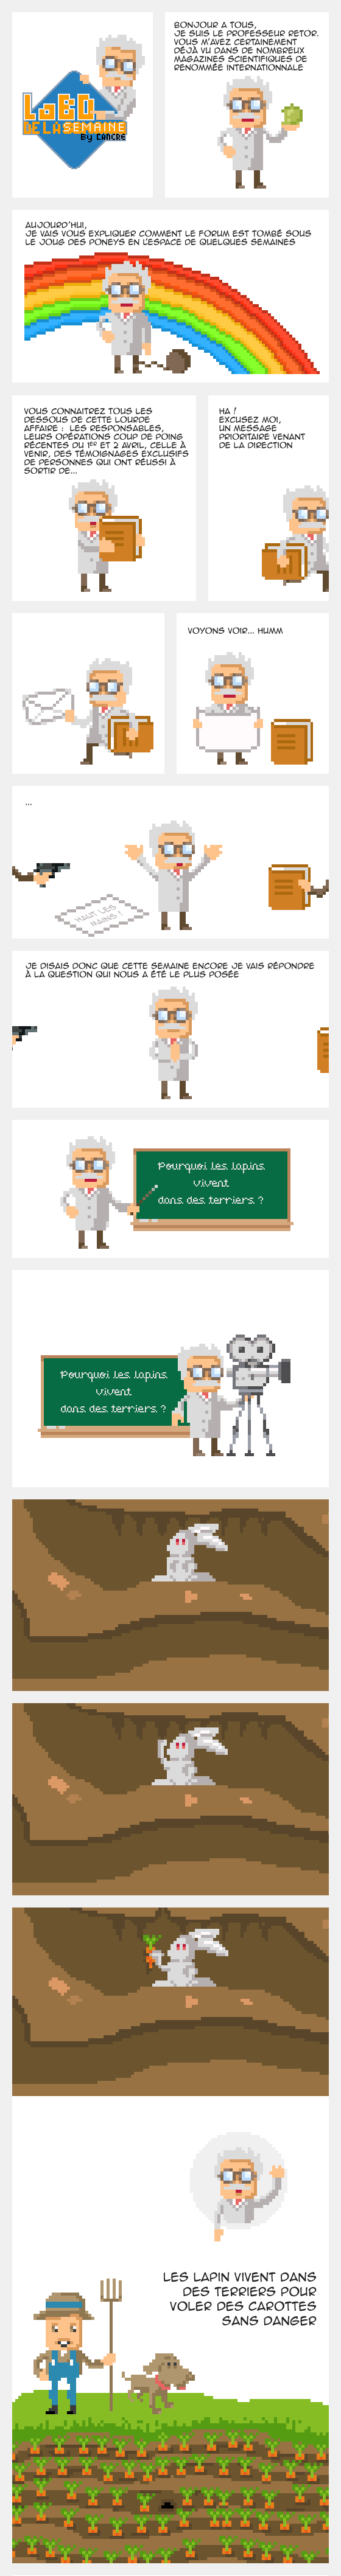 LaBD
DE LA SEMAINE
By CANCRE
BONJOUR A TOUS,
JE SUIS LE PROFESSEUR RETOR.
VOUS M'AVEZ CERTAINEMENT
DÉJÀ VU DANS DE NOMBREUX
MAGAZINES SCIENTIFIQUES DE
RENOMMÉE INTERNATIONALE
AUJOURD'HUI,
JE VAIS VOUS EXPLIQUER COMMENT LE FORUM EST TOMBÉ SOUS
LE JOUG DES PONEYS EN L'ESPACE DE QUELQUES SEMAINES
VOUS CONNAITREZ TOUS LES
DESSOUS DE CETTE LOURDE
AFFAIRE : LES RESPONSABLES,
LEURS OPÉRATIONS COUP DE POING
RÉCENTES DU 1ER ET 2 AVRIL, CELLE À
VENIR, DES TÉMOIGNAGES EXCLUSIFS
DE PERSONNES QUI ONT RÉUSSI À
SORTIR DE...
HA !
EXCUSEZ MOI,
UN MESSAGE
PRIORITAIRE VENANT
DE LA DIRECTION
VOYONS VOIR... HUMM
...
HAUT LES
MAINS !
JE DISAIS DONC QUE CETTE SEMAINE ENCORE JE VAIS RÉPONDRE
À LA QUESTION QUI NOUS A ÉTÉ LE PLUS POSÉE
Pourquoi les lapins
vivent
dans des terriers ?
Pourquoi les lapins
vivent
dans des terriers ?
LES LAPIN VIVENT DANS
DES TERRIERS POUR
VOLER DES CAROTTES
SANS DANGER